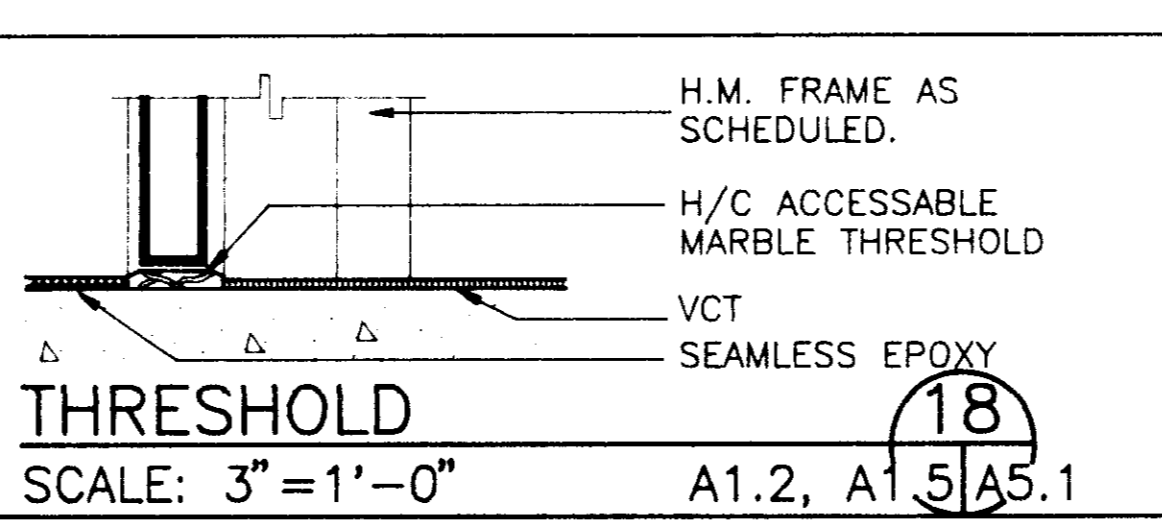 H.M. FRAME AS
SCHEDULED.
H/C ACCESSABLE
MARBLE THRESHOLD
VCT
SEAMLESS EPOXY
THRESHOLD
18
SCALE: 3"=1'-0"
A1.2, A1.5 A5.1